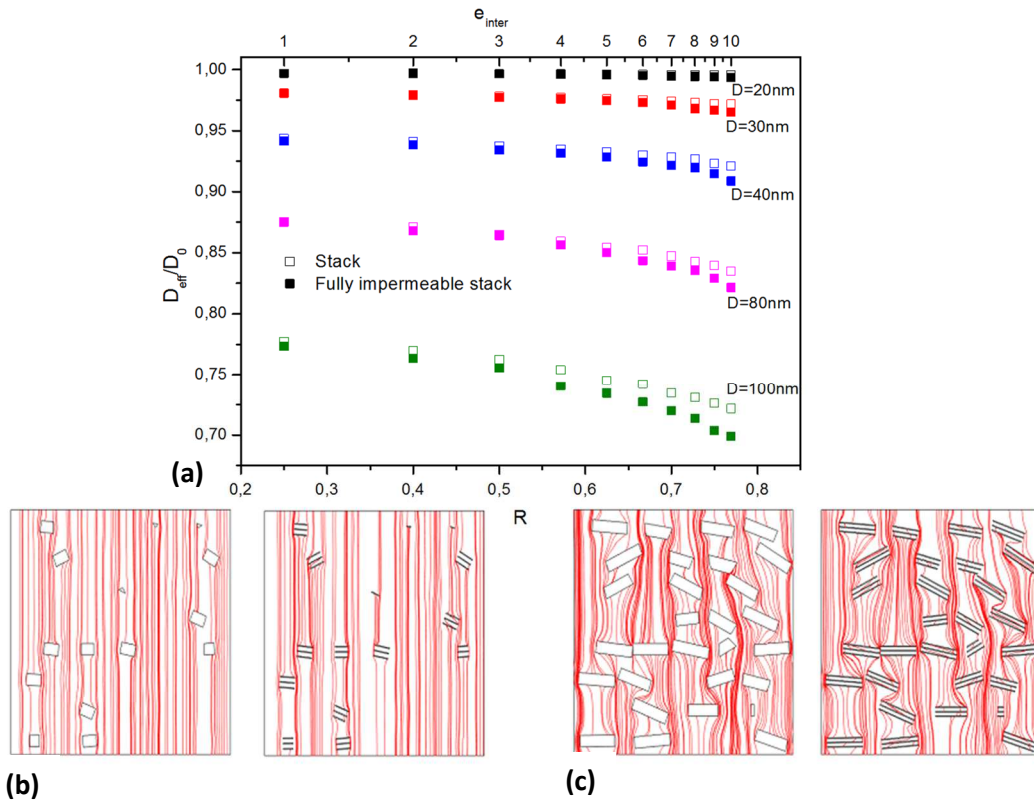 e_inter
1 2 3 4 5 6 7 8 9 10
1,00
0,95
0,90
0,85
0,80
0,75
0,70
D_eff/D_0
D=20nm
D=30nm
D=40nm
D=80nm
D=100nm
Stack
Fully impermeable stack
(a)
0,2 0,3 0,4 0,5 0,6 0,7 0,8
R
(b)
(c)